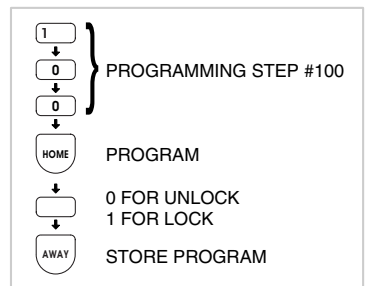 1
0 PROGRAMMING STEP #100
0
HOME PROGRAM
0 FOR UNLOCK
1 FOR LOCK
AWAY STORE PROGRAM